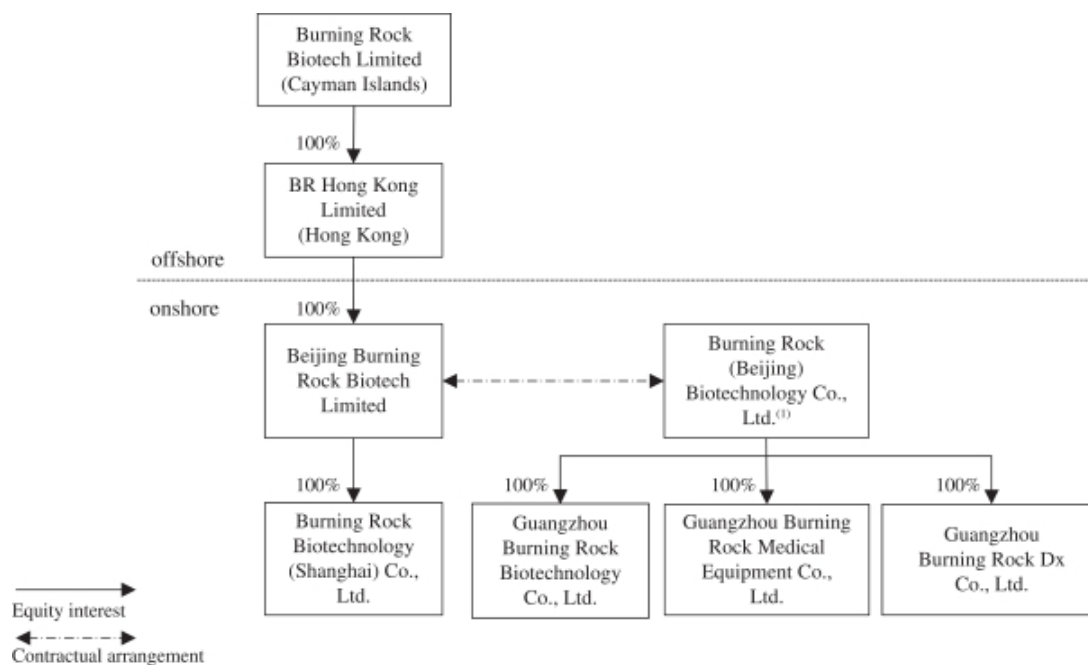 Burning Rock
Biotech Limited
(Cayman Islands)
100%
BR Hong Kong
Limited
(Hong Kong)
offshore
onshore
100%
Beijing Burning
Rock Biotech
Limited
Burning Rock
(Beijing)
Biotechnology Co.,
Ltd.(1)
100%
100%
100%
100%
Burning Rock
Biotechnology
(Shanghai) Co.,
Ltd.
Guangzhou
Burning Rock
Biotechnology
Co., Ltd.
Guangzhou Burning
Rock Medical
Equipment Co.,
Ltd.
Guangzhou
Burning Rock Dx
Co., Ltd.
Equity interest
Contractual arrangement